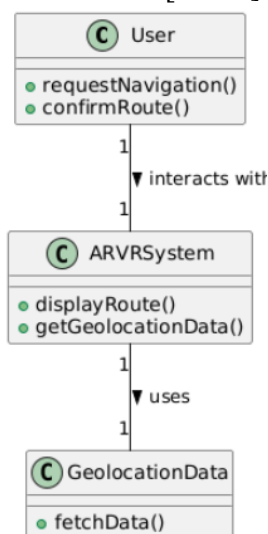 C User
requestNavigation()
confirmRoute()
1
interacts with
1
C ARVRSystem
displayRoute()
getGeolocationData()
1
uses
1
C GeolocationData
fetchData()